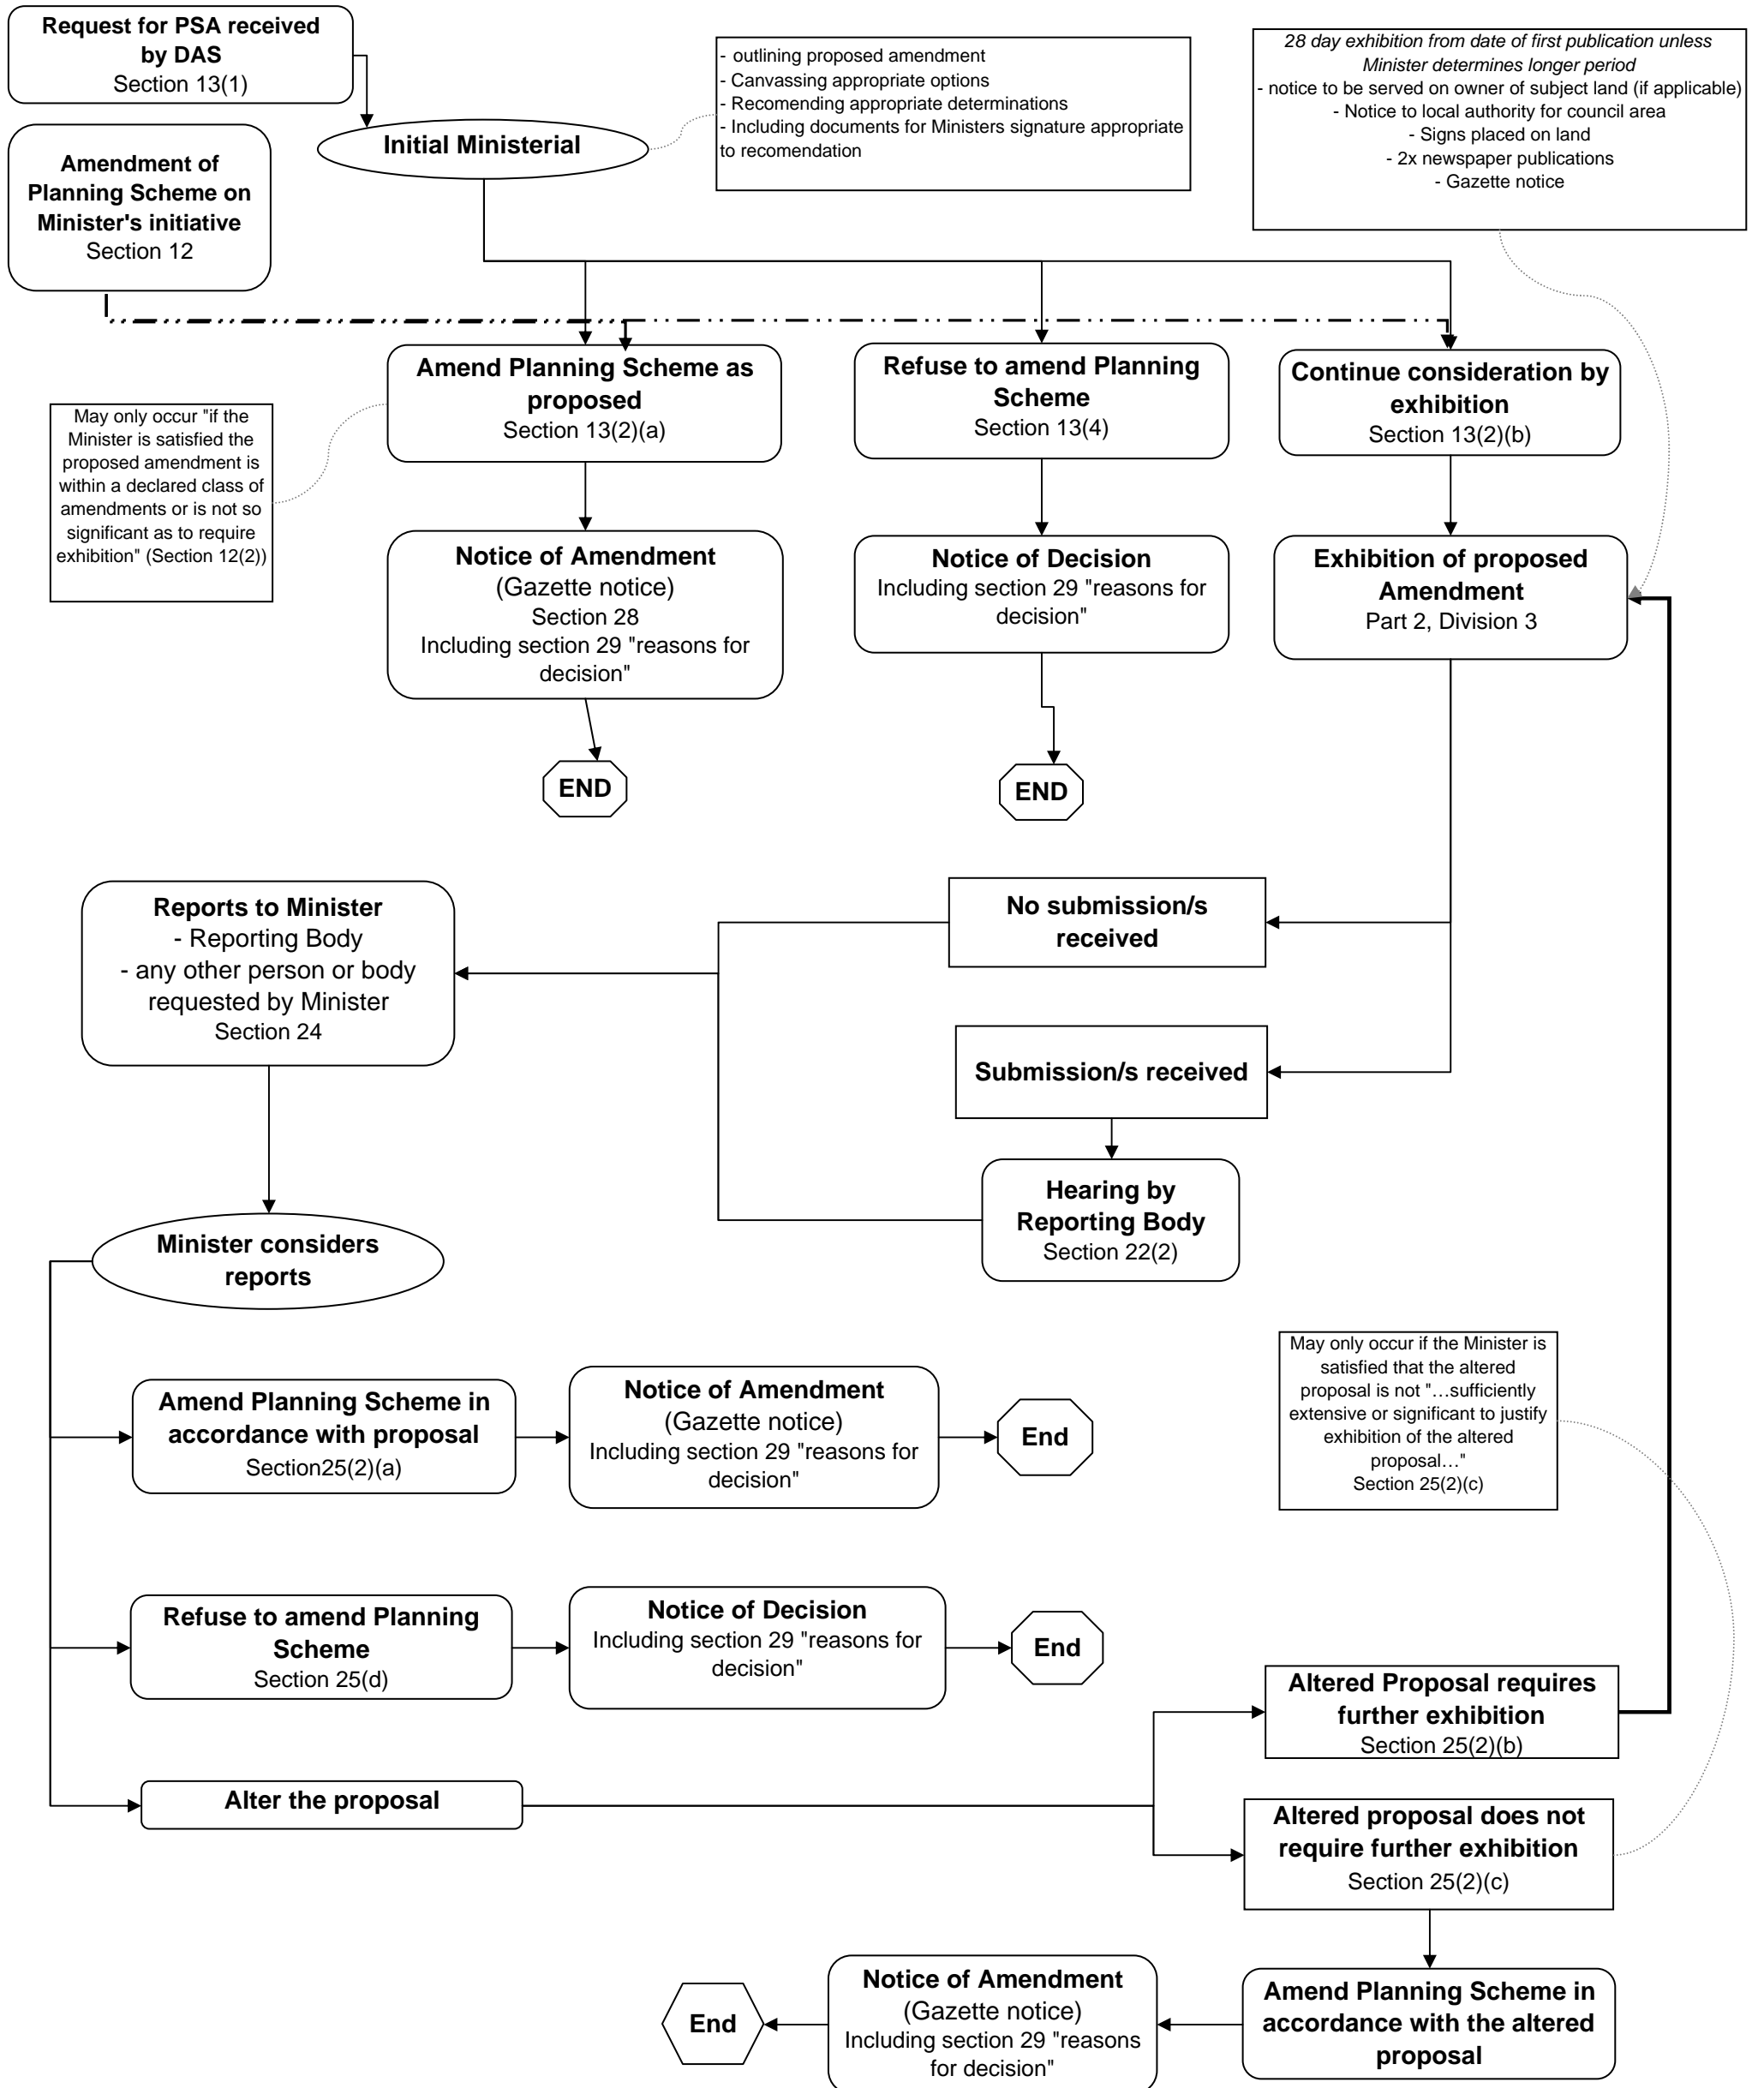 Request for PSA received
by DAS
Section 13(1)
Amendment of
Planning Scheme on
Minister's initiative
Section 12
Initial Ministerial
- outlining proposed amendment
- Canvassing appropriate options
- Recomending appropriate determinations
- Including documents for Ministers signature appropriate
to recomendation
28 day exhibition from date of first publication unless
Minister determines longer period
- notice to be served on owner of subject land (if applicable)
- Notice to local authority for council area
- Signs placed on land
- 2x newspaper publications
- Gazette notice
May only occur "if the
Minister is satisfied the
proposed amendment is
within a declared class of
amendments or is not so
significant as to require
exhibition" (Section 12(2))
Amend Planning Scheme as
proposed
Section 13(2)(a)
Refuse to amend Planning
Scheme
Section 13(4)
Continue consideration by
exhibition
Section 13(2)(b)
Notice of Amendment
(Gazette notice)
Section 28
Including section 29 "reasons for
decision"
Notice of Decision
Including section 29 "reasons for
decision"
Exhibition of proposed
Amendment
Part 2, Division 3
END
END
Reports to Minister
- Reporting Body
- any other person or body
requested by Minister
Section 24
No submission/s
received
Submission/s received
Hearing by
Reporting Body
Section 22(2)
Minister considers
reports
Amend Planning Scheme in
accordance with proposal
Section25(2)(a)
Notice of Amendment
(Gazette notice)
Including section 29 "reasons for
decision"
End
May only occur if the Minister is
satisfied that the altered
proposal is not "…sufficiently
extensive or significant to justify
exhibition of the altered
proposal…"
Section 25(2)(c)
Refuse to amend Planning
Scheme
Section 25(d)
Notice of Decision
Including section 29 "reasons for
decision"
End
Alter the proposal
Altered Proposal requires
further exhibition
Section 25(2)(b)
Altered proposal does not
require further exhibition
Section 25(2)(c)
Amend Planning Scheme in
accordance with the altered
proposal
Notice of Amendment
(Gazette notice)
Including section 29 "reasons
for decision"
End